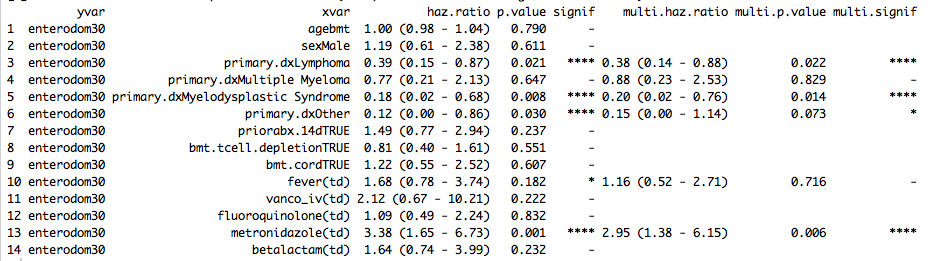 yvar xvar haz.ratio p.value signif multi.haz.ratio multi.p.value multi.signif
1 enterodom30 agebmt 1.00 (0.98 - 1.04) 0.790 -
2 enterodom30 sexMale 1.19 (0.61 - 2.38) 0.611 -
3 enterodom30 primary.dxLymphoma 0.39 (0.15 - 0.87) 0.021 **** 0.38 (0.14 - 0.88) 0.022 ****
4 enterodom30 primary.dxMultiple Myeloma 0.77 (0.21 - 2.13) 0.647 - 0.88 (0.23 - 2.53) 0.829 -
5 enterodom30 primary.dxMyelodysplastic Syndrome 0.18 (0.02 - 0.68) 0.008 **** 0.20 (0.02 - 0.76) 0.014 ****
6 enterodom30 primary.dxOther 0.12 (0.00 - 0.86) 0.030 **** 0.15 (0.00 - 1.14) 0.073 *
7 enterodom30 priorabx.14dTRUE 1.49 (0.77 - 2.94) 0.237 -
8 enterodom30 bmt.tcell.depletionTRUE 0.81 (0.40 - 1.61) 0.551 -
9 enterodom30 bmt.cordTRUE 1.22 (0.55 - 2.52) 0.607 -
10 enterodom30 fever(td) 1.68 (0.78 - 3.74) 0.182 * 1.16 (0.52 - 2.71) 0.716 -
11 enterodom30 vanco_iv(td) 2.12 (0.67 - 10.21) 0.222 -
12 enterodom30 fluoroquinolone(td) 1.09 (0.49 - 2.24) 0.832 -
13 enterodom30 metronidazole(td) 3.38 (1.65 - 6.73) 0.001 **** 2.95 (1.38 - 6.15) 0.006 ****
14 enterodom30 betalactam(td) 1.64 (0.74 - 3.99) 0.232 -